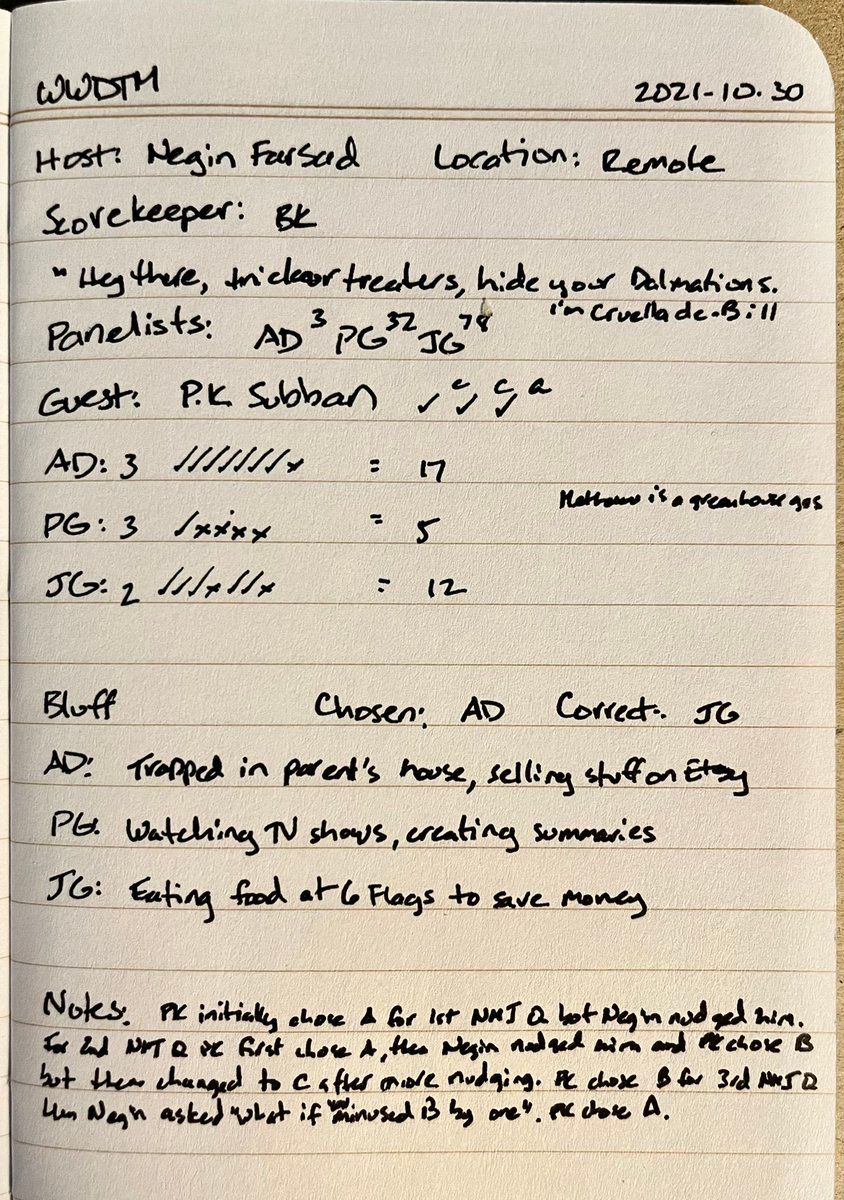 WWDTM 2021-10.30
Host: Negin Farsad Location: Remote
Scorekeeper: BK
"Hey there, trick or treaters, hide your Dalmations.
I'm Cruella de-Bill
Panelists: AD 3 PG 32 JG 78
Guest: P.K. Subban ✓ c ✓ c ✓ a
AD: 3 ////////x = 17
Methane is a greenhouse gas
PG: 3 /xxxx = 5
JG: 2 ///x//x = 12
Bluff Chosen: AD Correct: JG
AD: Trapped in parent's house, selling stuff on Etsy
PG: Watching TV shows, creating summaries
JG: Eating food at 6 Flags to save money
Notes: PK initially chose A for 1st NMJ Q but Negin nudged him.
For 2nd NMJ Q PK first chose A, then Negin nudged him and PK chose B
but then changed to C after more nudging. PK chose B for 3rd NMJ Q
then Negin asked "what if you minused B by one". PK chose A.